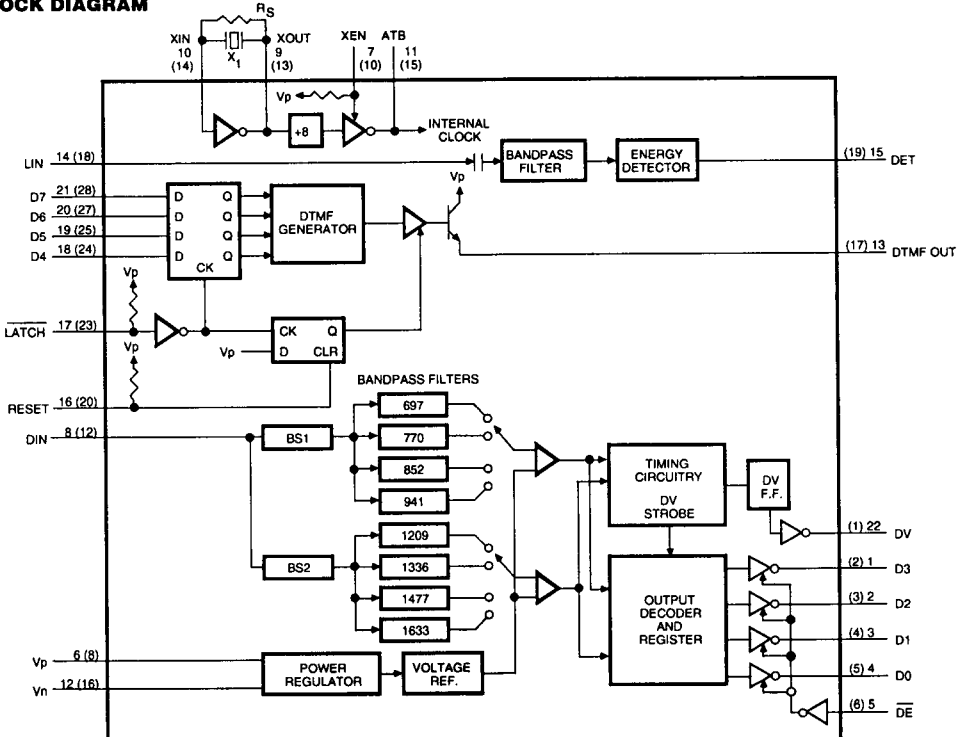 OCK DIAGRAM
RS
XIN
XOUT
XEN
ATB
10
X1
9
7
11
(14)
(13)
(10)
(15)
Vp
+8
INTERNAL
CLOCK
LIN 14 (18)
BANDPASS
FILTER
ENERGY
DETECTOR
(19) 15 DET
Vp
D7 21 (28)
D6 20 (27)
D5 19 (25)
D4 18 (24)
D Q
D Q
D Q
D Q
CK
DTMF
GENERATOR
(17) 13 DTMF OUT
Vp
LATCH 17 (23)
CK Q
Vp D CLR
Vp
RESET 16 (20)
DIN 8 (12)
BANDPASS FILTERS
BS1
697
770
852
941
BS2
1209
1336
1477
1633
TIMING
CIRCUITRY
DV
STROBE
DV
F.F.
(1) 22 DV
OUTPUT
DECODER
AND
REGISTER
(2) 1 D3
(3) 2 D2
(4) 3 D1
(5) 4 D0
(6) 5 DE
Vp 6 (8)
Vn 12 (16)
POWER
REGULATOR
VOLTAGE
REF.